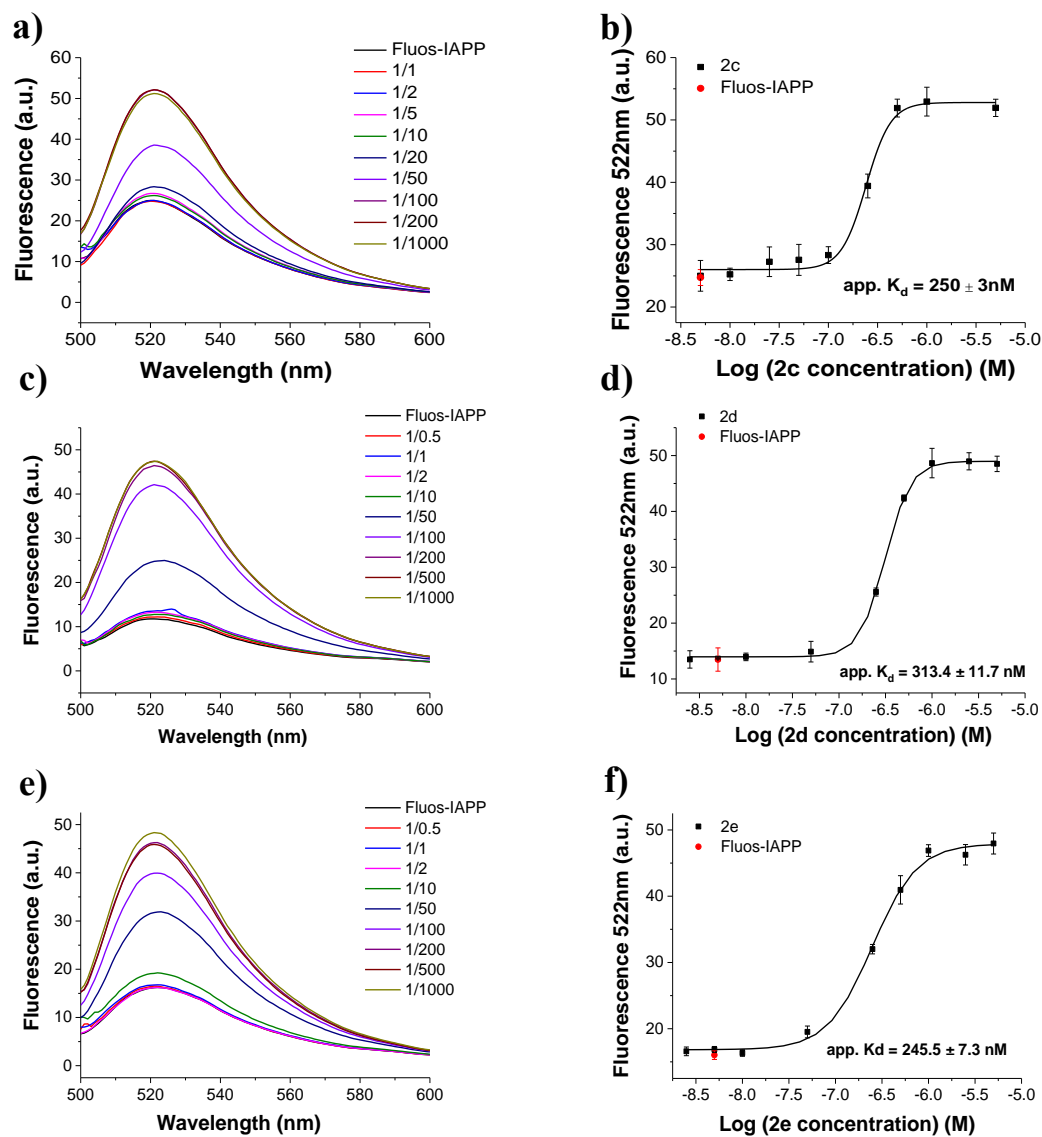 a)
Fluorescence (a.u.)
60
50
40
30
20
10
0
500 520 540 560 580 600
Wavelength (nm)
Fluos-IAPP
1/1
1/2
1/5
1/10
1/20
1/50
1/100
1/200
1/1000
b)
Fluorescence 522nm (a.u.)
60
50
40
30
20
2c
Fluos-IAPP
app. Kd = 250 ± 3nM
-8.5 -8.0 -7.5 -7.0 -6.5 -6.0 -5.5 -5.0
Log (2c concentration) (M)
c)
Fluorescence (a.u.)
50
40
30
20
10
0
500 520 540 560 580 600
Wavelength (nm)
Fluos-IAPP
1/0.5
1/1
1/2
1/10
1/50
1/100
1/200
1/500
1/1000
d)
Fluorescence 522nm (a.u.)
50
40
30
20
10
2d
Fluos-IAPP
app. Kd = 313.4 ± 11.7 nM
-8.5 -8.0 -7.5 -7.0 -6.5 -6.0 -5.5 -5.0
Log (2d concentration) (M)
e)
Fluorescence (a.u.)
50
40
30
20
10
0
500 520 540 560 580 600
Wavelength (nm)
Fluos-IAPP
1/0.5
1/1
1/2
1/10
1/50
1/100
1/200
1/500
1/1000
f)
Fluorescence 522nm (a.u.)
50
40
30
20
10
2e
Fluos-IAPP
app. Kd = 245.5 ± 7.3 nM
-8.5 -8.0 -7.5 -7.0 -6.5 -6.0 -5.5 -5.0
Log (2e concentration) (M)